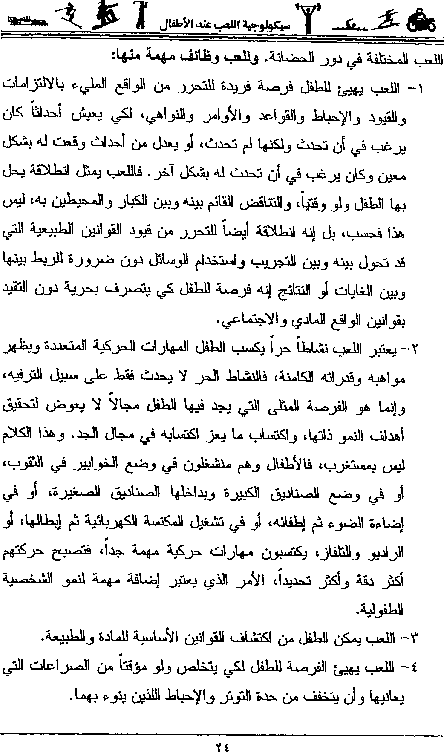 سيكولوجية اللعب عند الأطفال
اللعب المختلفة في دور الحضانة. وللعب وظائف مهمة منها:
١- اللعب يهيئ للطفل فرصة فريدة للتحرر من الواقع المليء بالالتزامات
والقيود والإحباط والقواعد والأوامر والنواهي، لكي يعيش أحداثاً كان
يرغب في أن تحدث ولكنها لم تحدث، أو يعدل من أحداث وقعت له بشكل
معين وكان يرغب في أن تحدث له بشكل آخر. فاللعب يمثل انطلاقة يحل
بها الطفل ولو وقتياً، والتناقض القائم بينه وبين الكبار والمحيطين به، ليس
هذا فحسب، بل إنه انطلاقة أيضاً للتحرر من قيود القوانين الطبيعية التي
قد تحول بينه وبين التجريب واستخدام الوسائل دون ضرورة للربط بينها
وبين الغايات أو النتائج إنه فرصة للطفل كي يتصرف بحرية دون التقيد
بقوانين الواقع المادي والاجتماعي.
٢- يعتبر اللعب نشاطاً حراً يكسب الطفل المهارات الحركية المتعددة ويظهر
مواهبه وقدراته الكامنة، فالنشاط الحر لا يحدث فقط على سبيل الترفيه،
وإنما هو الفرصة المثلى التي يجد فيها للطفل مجالاً لا يعوض لتحقيق
أهداف النمو ذاتها، واكتساب ما يعز اكتسابه في مجال الجد. وهذا الكلام
ليس بمستغرب، فالأطفال وهم منشغلون في وضع الخوابير في الثقوب،
أو في وضع الصناديق الكبيرة وبداخلها الصناديق الصغيرة، أو في
إضاءة الضوء ثم إطفائه، أو في تشغيل المكنسة الكهربائية ثم إبطالها، أو
الراديو والتلفاز، يكتسبون مهارات حركية مهمة جداً، فتصبح حركتهم
أكثر دقة وأكثر تحديداً، الأمر الذي يعتبر إضافة مهمة لنمو الشخصية
الطفولية.
٣- اللعب يمكن الطفل من اكتشاف القوانين الأساسية للمادة والطبيعة.
٤- اللعب يهيئ الفرصة للطفل لكي يتخلص ولو مؤقتاً من الصراعات التي
يعانيها وأن يتخفف من حدة التوتر والإحباط اللذين ينوء بهما.
٢٤